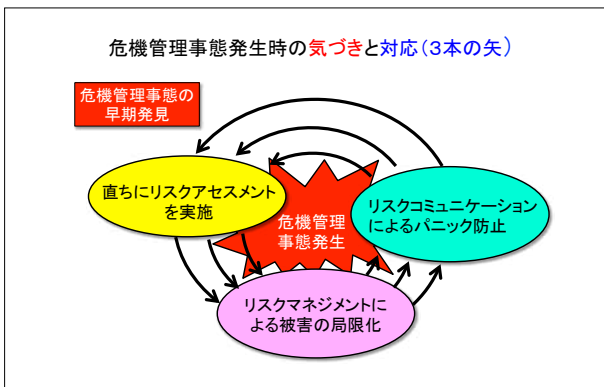 危機管理事態発生時の気づきと対応(3本の矢)
危機管理事態の
早期発見
直ちにリスクアセスメント
を実施
危機管理
事態発生
リスクコミュニケーション
によるパニック防止
リスクマネジメントに
よる被害の局限化